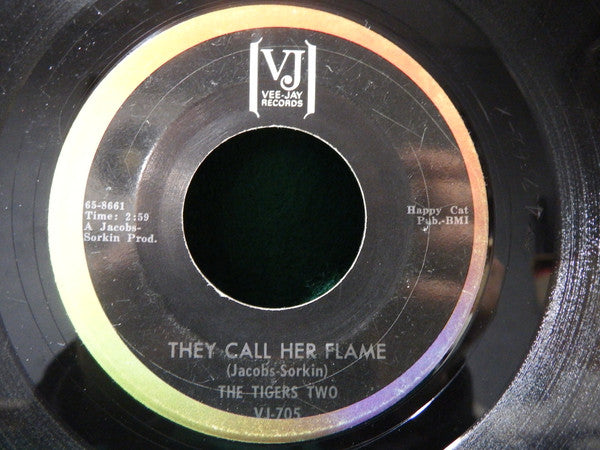 VJ
VEE-JAY
RECORDS
65-8661
Time: 2:59
A Jacobs-
Sorkin Prod.
Happy Cat
Pub.-BMI
THEY CALL HER FLAME
(Jacobs-Sorkin)
THE TIGERS TWO
VJ-705